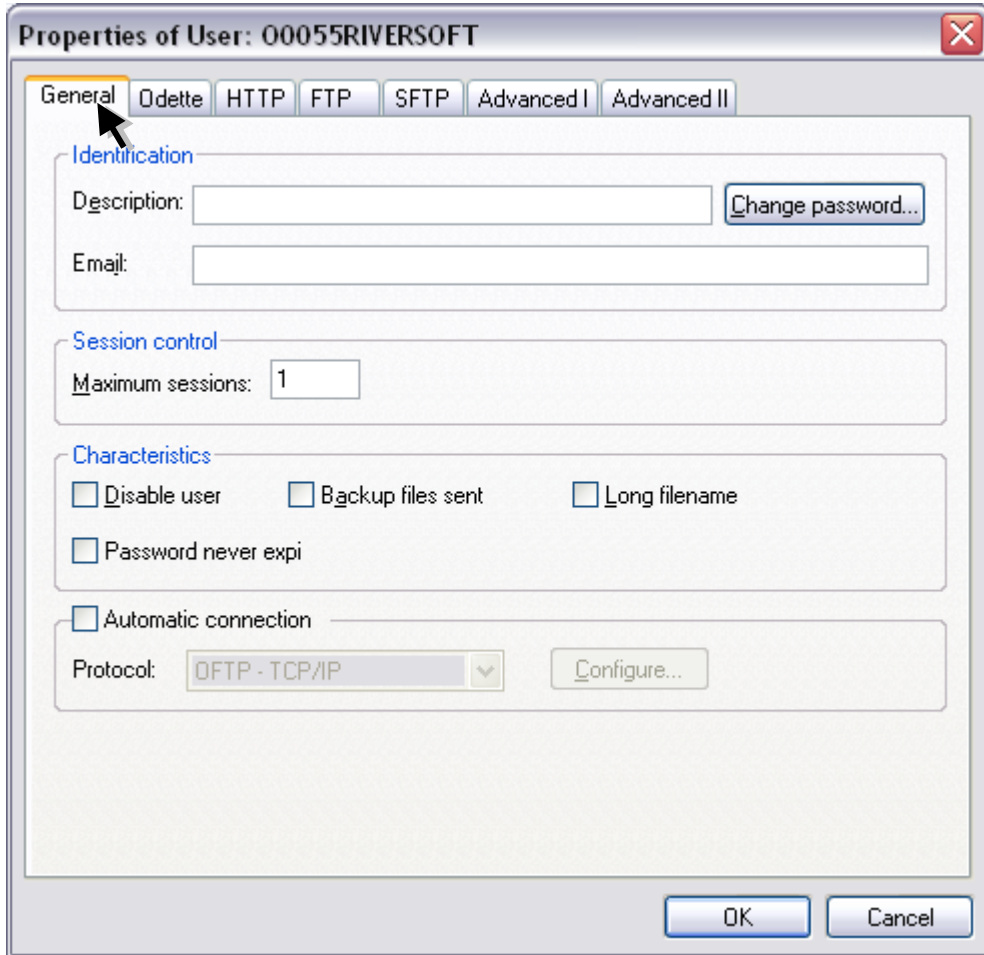 Properties of User: O0055RIVERSOFT
General Odette HTTP FTP SFTP Advanced I Advanced II
Identification
Description: Change password...
Email:
Session control
Maximum sessions: 1
Characteristics
Disable user Backup files sent Long filename
Password never expi
Automatic connection
Protocol: OFTP - TCP/IP Configure...
OK Cancel